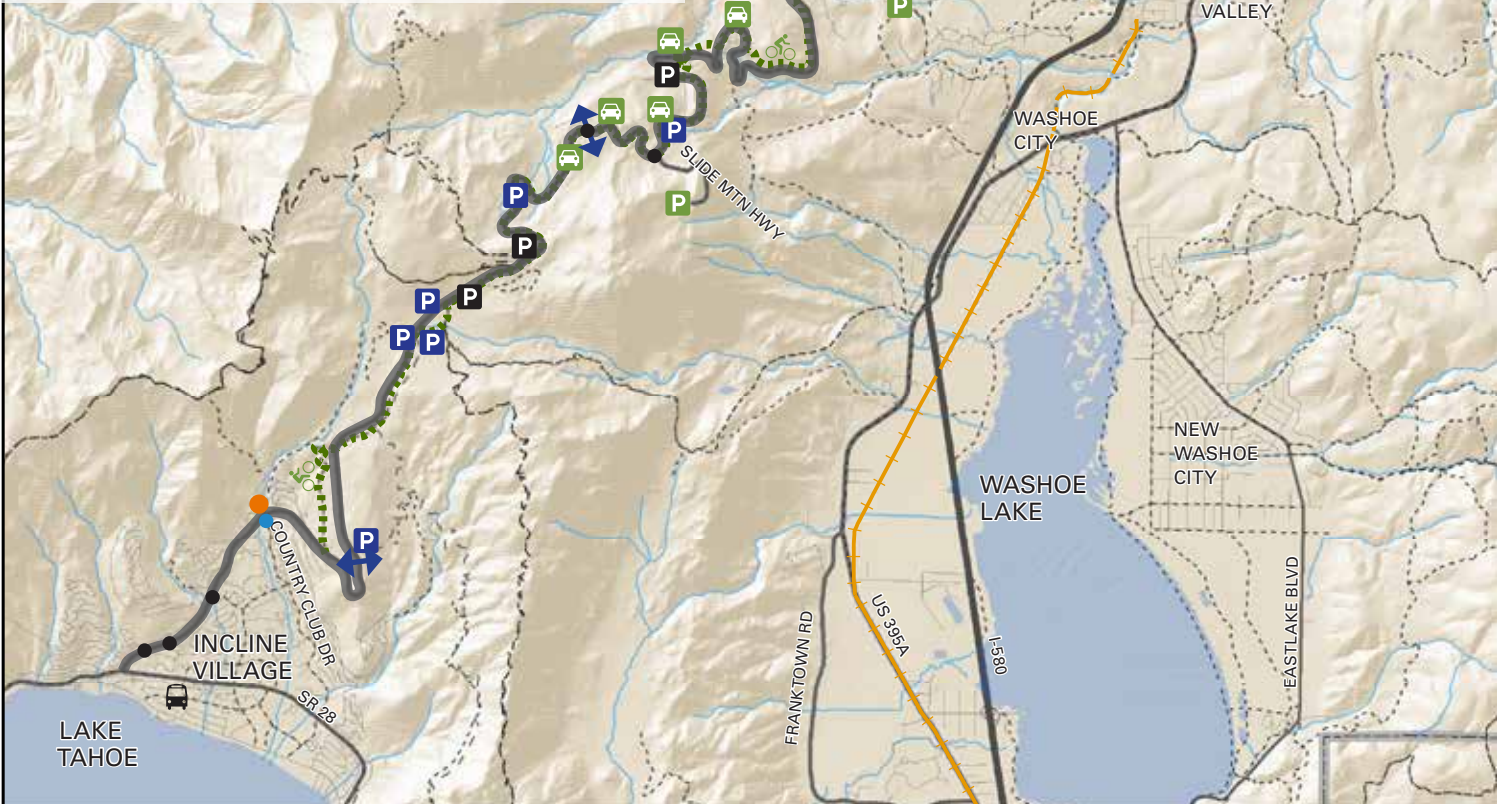 VALLEY
P
P
WASHOE
CITY
P
SLIDE MTN HWY
P
P
P
P
P
P
P
NEW
WASHOE
CITY
WASHOE
LAKE
P
COUNTRY CLUB DR
EASTLAKE BLVD
US 395A
FRANKTOWN RD
I-580
INCLINE
VILLAGE
SR 28
LAKE
TAHOE